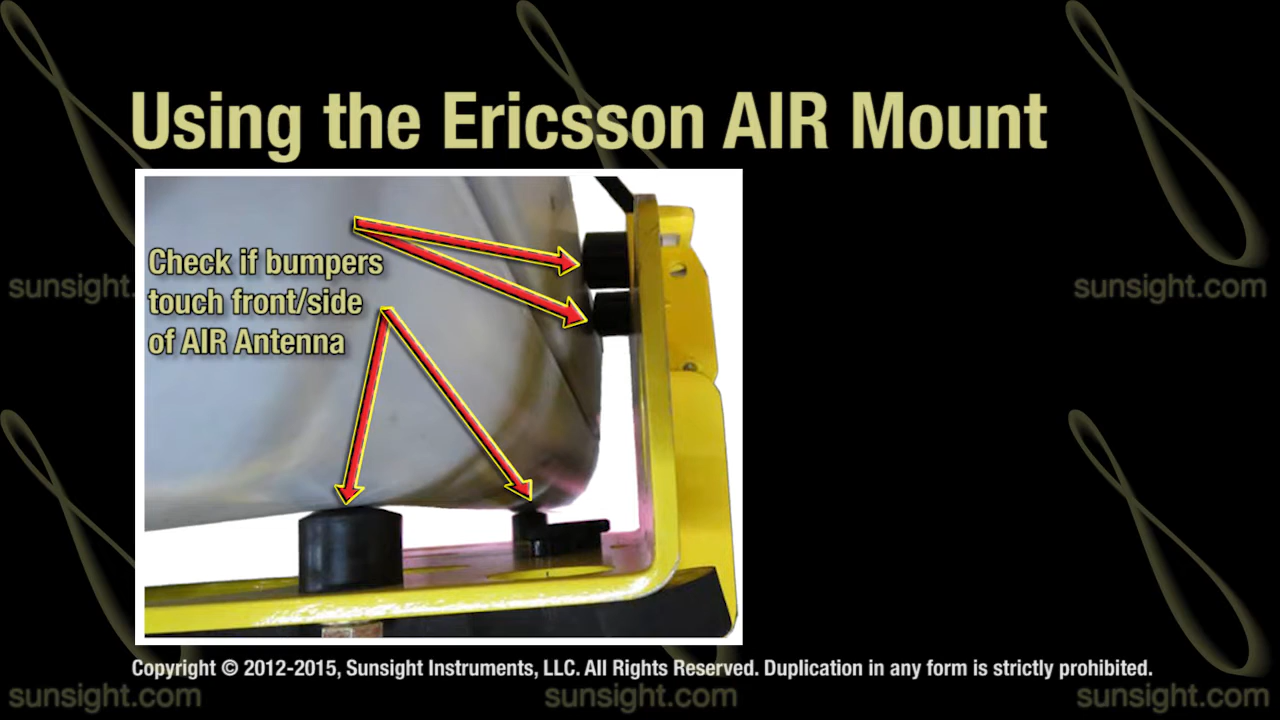 Using the Ericsson AIR Mount
Check if bumpers
touch front/side
of AIR Antenna
sunsight.
sunsight.com
Copyright © 2012-2015, Sunsight Instruments, LLC. All Rights Reserved. Duplication in any form is strictly prohibited.
sunsight.com
sunsight.com
sunsight.com